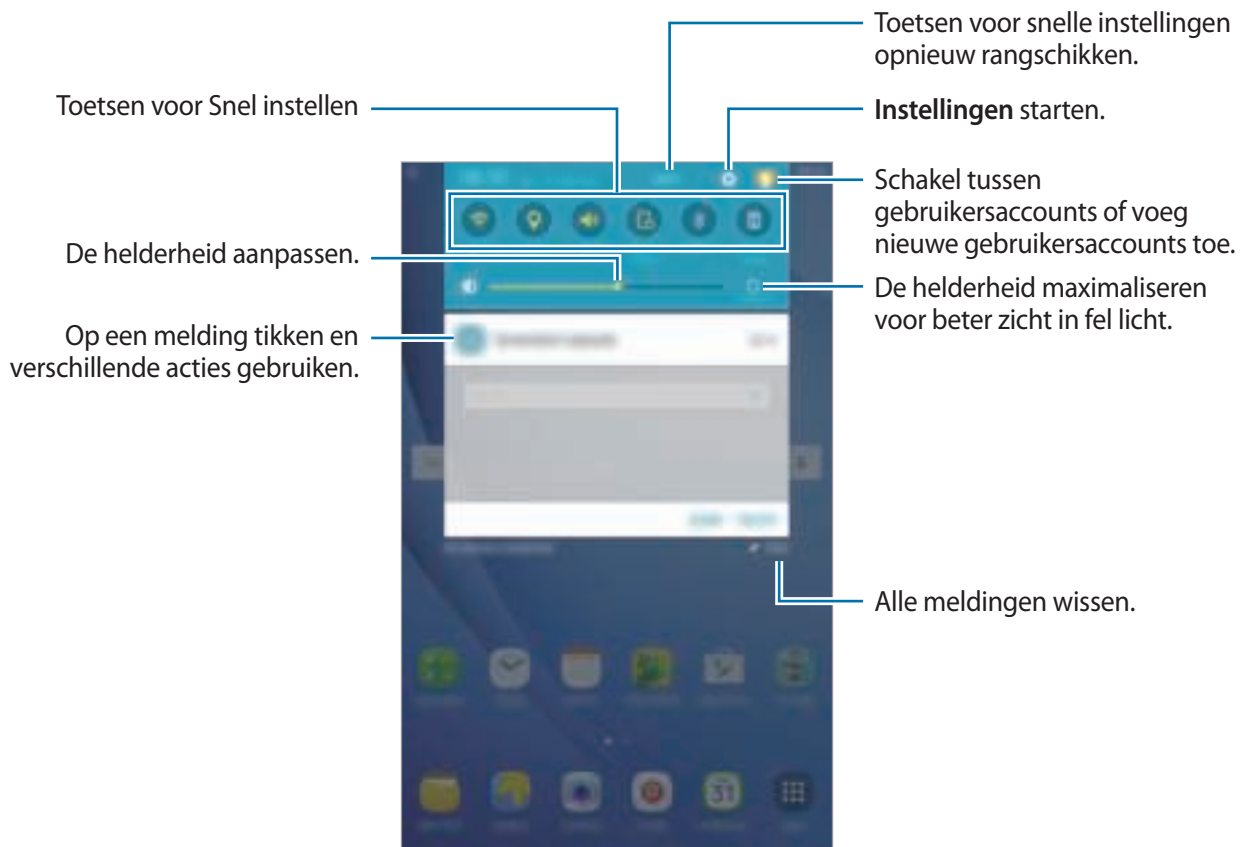 Toetsen voor snelle instellingen
opnieuw rangschikken.
Toetsen voor Snel instellen
Instellingen starten.
Schakel tussen
gebruikersaccounts of voeg
nieuwe gebruikersaccounts toe.
De helderheid aanpassen.
De helderheid maximaliseren
voor beter zicht in fel licht.
Op een melding tikken en
verschillende acties gebruiken.
Alle meldingen wissen.
31